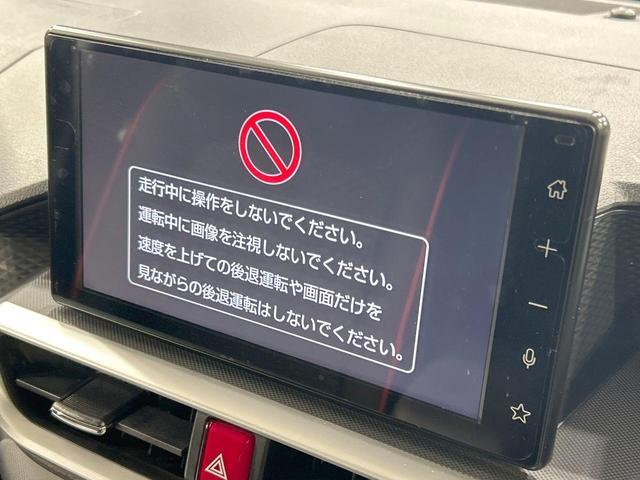 走行中に操作をしないでください。
運転中に画像を注視しないでください。
速度を上げての後退運転や画面だけを
見ながらの後退運転はしないでください。